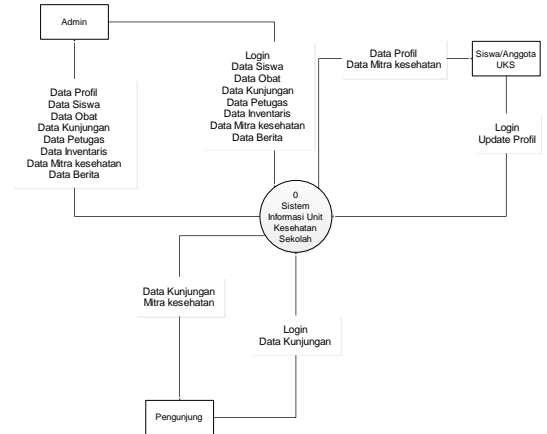 Admin
Login
Data Siswa
Data Obat
Data Kunjungan
Data Petugas
Data Inventaris
Data Mitra kesehatan
Data Berita
Data Profil
Data Mitra kesehatan
Siswa/Anggota
UKS
Data Profil
Data Siswa
Data Obat
Data Kunjungan
Data Petugas
Data Inventaris
Data Mitra kesehatan
Data Berita
Login
Update Profil
0
Sistem
Informasi Unit
Kesehatan
Sekolah
Data Kunjungan
Mitra kesehatan
Login
Data Kunjungan
Pengunjung